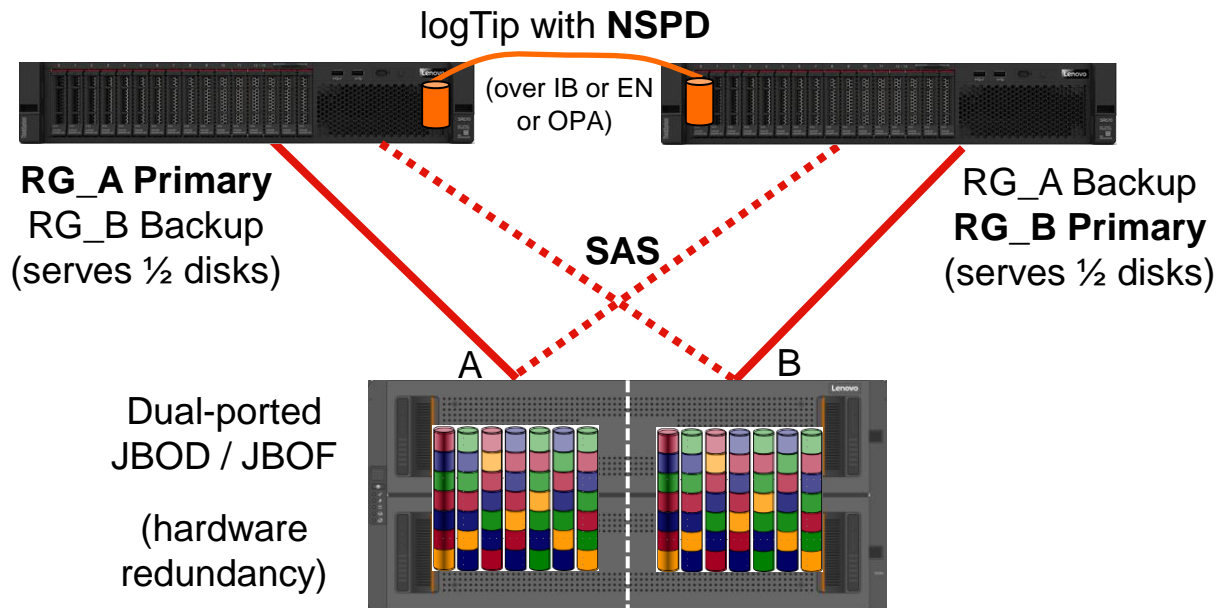 logTip with NSPD
(over IB or EN
or OPA)
Lenovo
Lenovo
RG_A Primary
RG_B Backup
(serves ½ disks)
RG_A Backup
RG_B Primary
(serves ½ disks)
SAS
A
B
Lenovo
Dual-ported
JBOD / JBOF
(hardware
redundancy)